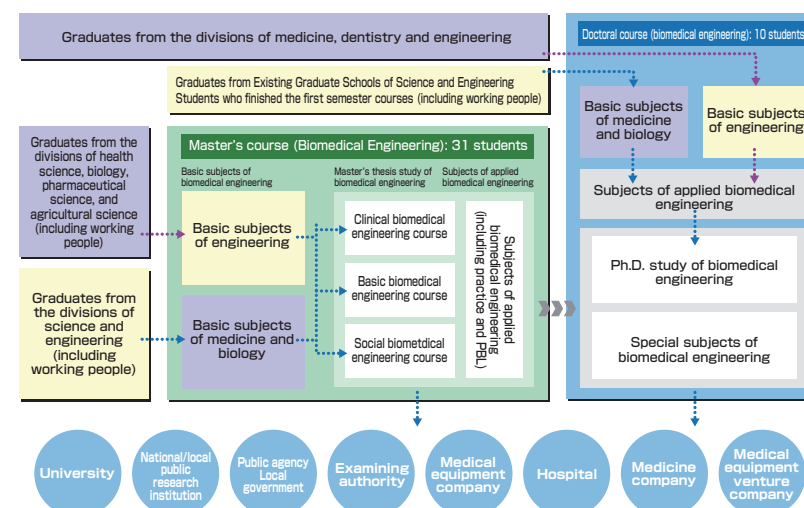 Graduates from the divisions of medicine, dentistry and engineering
Doctoral course (biomedical engineering): 10 students
Graduates from Existing Graduate Schools of Science and Engineering
Students who finished the first semester courses (including working people)
Basic subjects
of medicine
and biology
Basic subjects
of engineering
Graduates from the
divisions of health
science, biology,
pharmaceutical
science, and
agricultural science
(including working
people)
Master's course (Biomedical Engineering): 31 students
Basic subjects of
biomedical engineering
Master's thesis study of
biomedical engineering
Subjects of applied
biomedical engineering
Basic subjects
of engineering
Clinical biomedical
engineering course
Basic biomedical
engineering course
Social biometdical
engineering course
Subjects of applied
biomedical engineering
(including practice and PBL)
Subjects of applied biomedical
engineering
Ph.D. study of biomedical
engineering
Special subjects of
biomedical engineering
Graduates from
the divisions of
science and
engineering
(including
working people)
Basic subjects
of medicine and
biology
University
National/local
public
research
institution
Public agency
Local
government
Examining
authority
Medical
equipment
company
Hospital
Medicine
company
Medical
equipment
venture
company